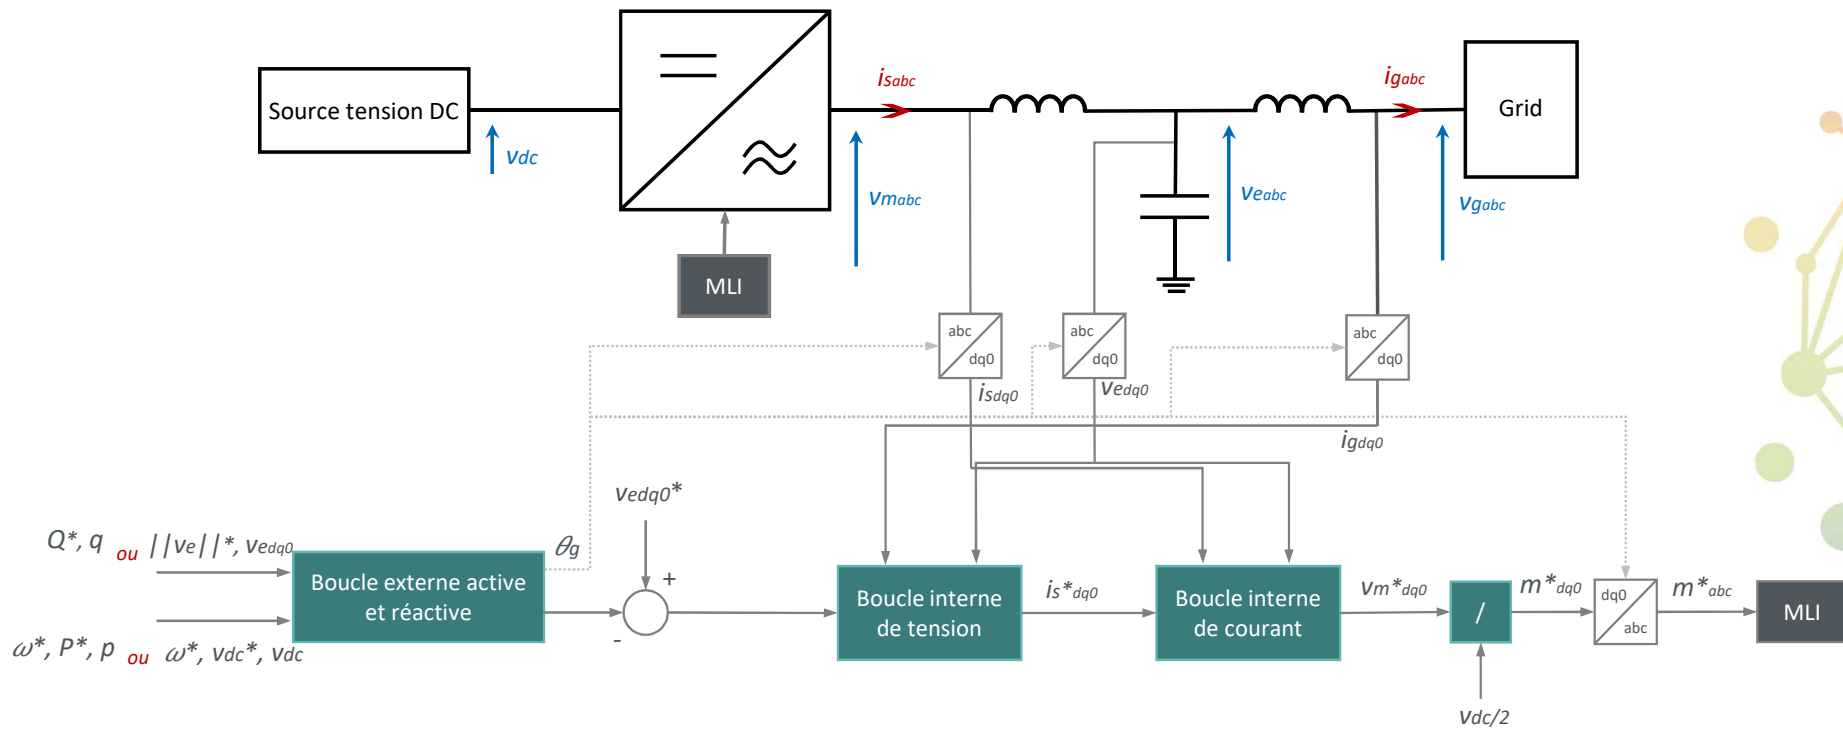 Source tension DC
vdc
isabc
vmabc
MLI
veabc
igabc
vgabc
Grid
abc
dq0
isdq0
abc
dq0
vedq0
abc
dq0
igdq0
Q*, q ou ||ve||*, vedq0
ω*, P*, p ou ω*, vdc*, vdc
Boucle externe active
et réactive
θg
vedq0*
+
-
Boucle interne
de tension
is*dq0
Boucle interne
de courant
vm*dq0
/
vdc/2
m*dq0
dq0
abc
m*abc
MLI